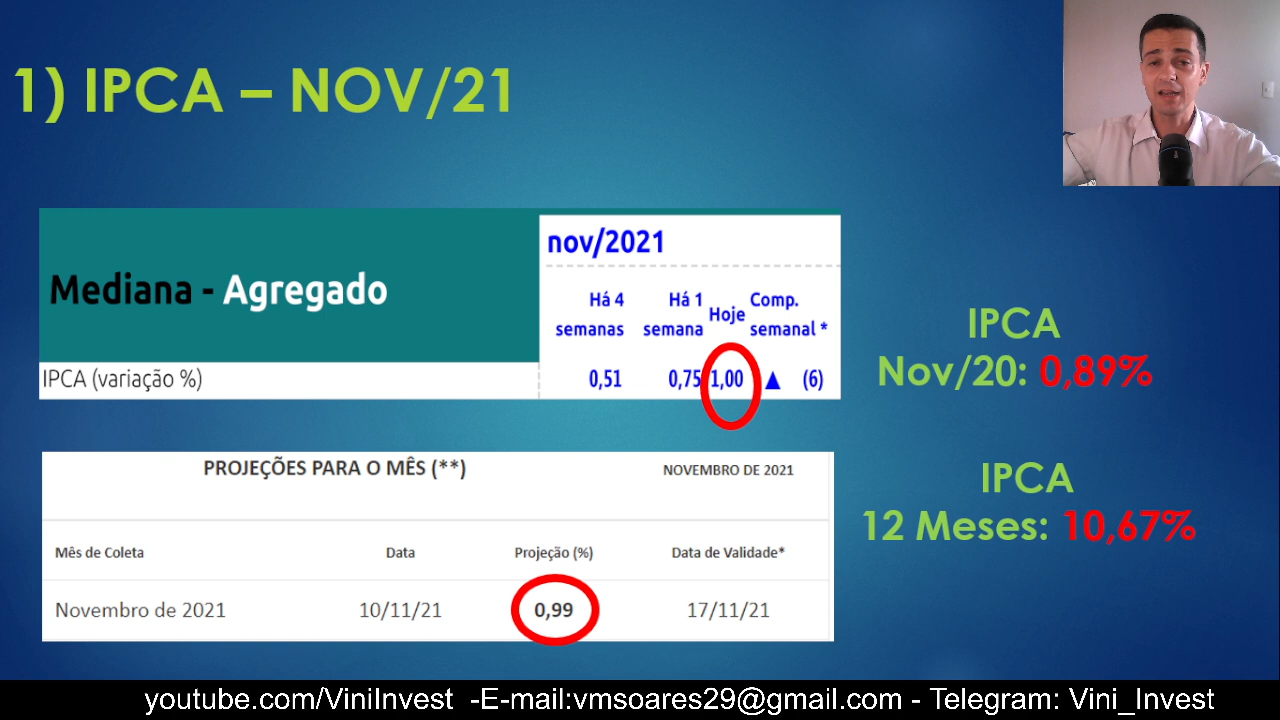 1) IPCA – NOV/21
Mediana - Agregado
nov/2021
Há 4 semanas
Há 1 semana
Hoje
Comp. semanal *
IPCA (variação %) 0,51 0,75 1,00 ▲ (6)
IPCA
Nov/20: 0,89%
PROJEÇÕES PARA O MÊS (**) NOVEMBRO DE 2021
Mês de Coleta Data Projeção (%) Data de Validade*
Novembro de 2021 10/11/21 0,99 17/11/21
IPCA
12 Meses: 10,67%
youtube.com/ViniInvest -E-mail:vmsoares29@gmail.com - Telegram: Vini_Invest